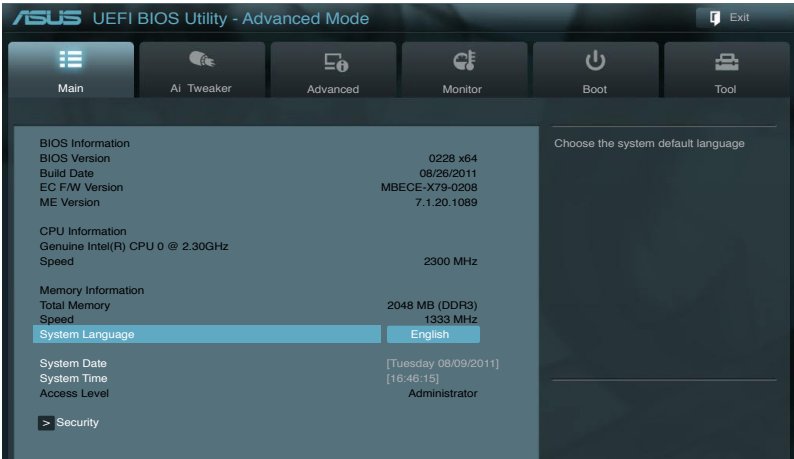 ASUS UEFI BIOS Utility - Advanced Mode
Exit
Main Ai Tweaker Advanced Monitor Boot Tool
BIOS Information
BIOS Version 0228 x64
Build Date 08/26/2011
EC F/W Version MBECE-X79-0208
ME Version 7.1.20.1089
CPU Information
Genuine Intel(R) CPU 0 @ 2.30GHz
Speed 2300 MHz
Memory Information
Total Memory 2048 MB (DDR3)
Speed 1333 MHz
System Language English
System Date [Tuesday 08/09/2011]
System Time [16:46:15]
Access Level Administrator
> Security
Choose the system default language